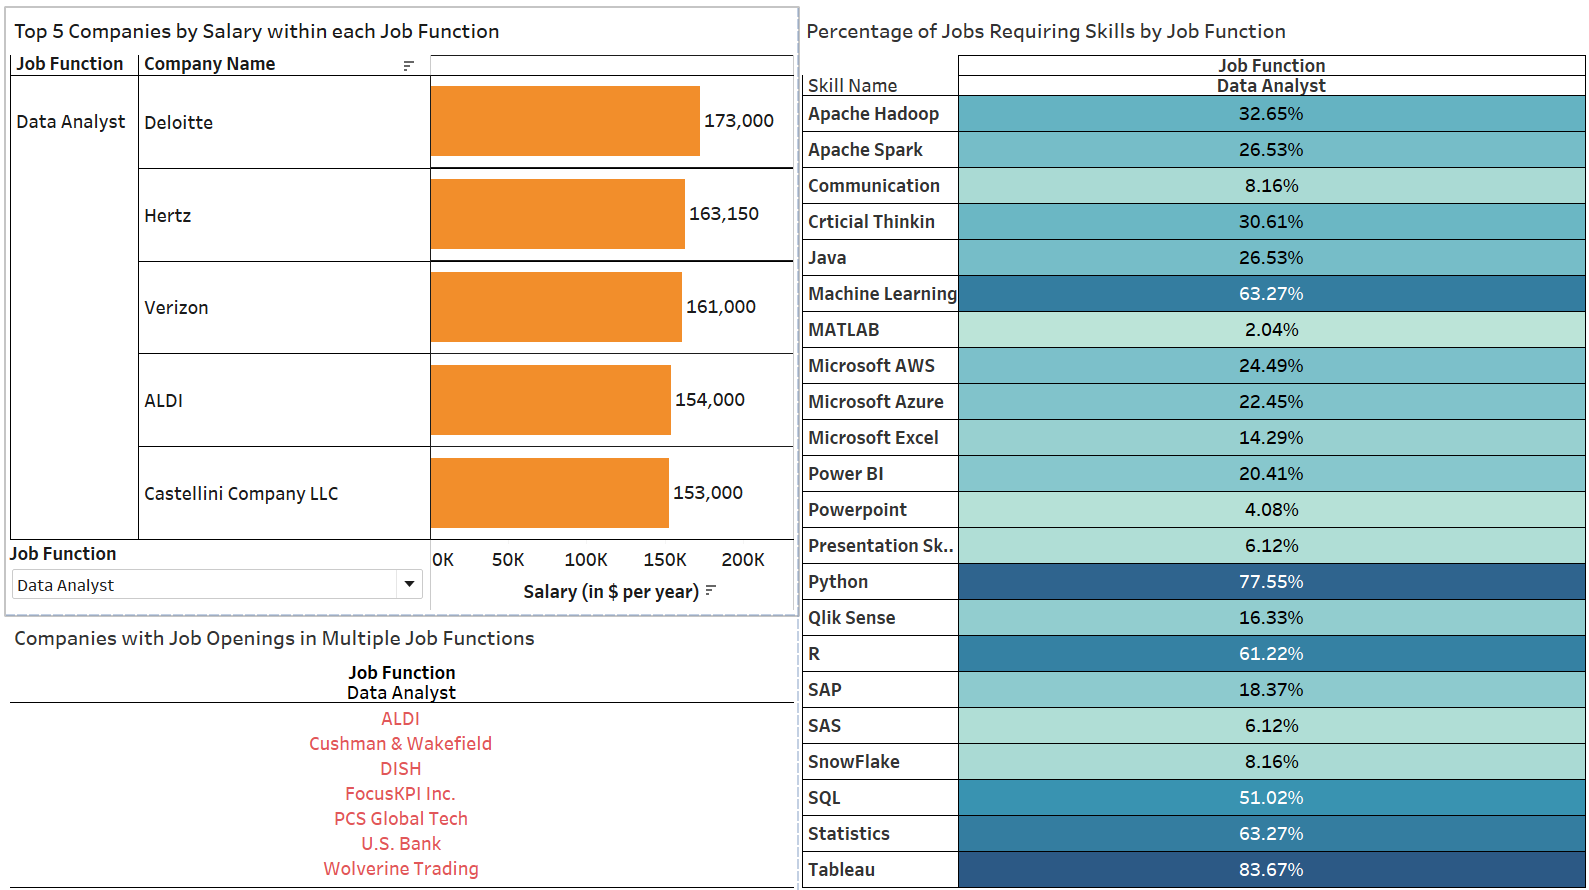 Top 5 Companies by Salary within each Job Function
Job Function Company Name
Data Analyst Deloitte 173,000
Hertz 163,150
Verizon 161,000
ALDI 154,000
Castellini Company LLC 153,000
0K 50K 100K 150K 200K
Salary (in $ per year)
Job Function
Data Analyst
Companies with Job Openings in Multiple Job Functions
Job Function
Data Analyst
ALDI
Cushman & Wakefield
DISH
FocusKPI Inc.
PCS Global Tech
U.S. Bank
Wolverine Trading
Percentage of Jobs Requiring Skills by Job Function
Job Function
Skill Name Data Analyst
Apache Hadoop 32.65%
Apache Spark 26.53%
Communication 8.16%
Crticial Thinkin 30.61%
Java 26.53%
Machine Learning 63.27%
MATLAB 2.04%
Microsoft AWS 24.49%
Microsoft Azure 22.45%
Microsoft Excel 14.29%
Power BI 20.41%
Powerpoint 4.08%
Presentation Sk.. 6.12%
Python 77.55%
Qlik Sense 16.33%
R 61.22%
SAP 18.37%
SAS 6.12%
SnowFlake 8.16%
SQL 51.02%
Statistics 63.27%
Tableau 83.67%